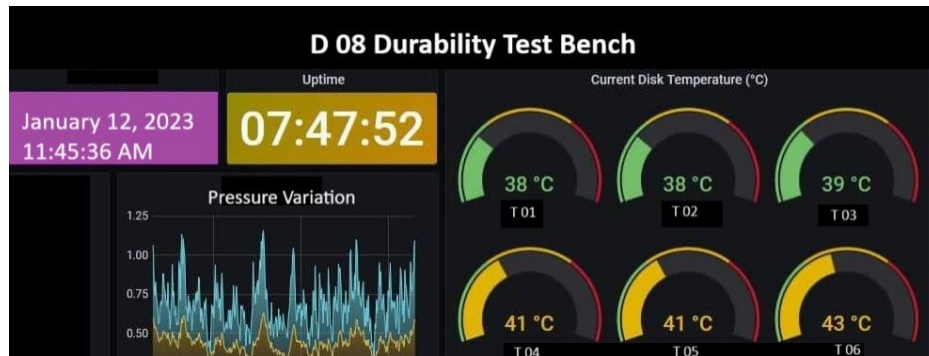 D 08 Durability Test Bench
Uptime
Current Disk Temperature (°C)
January 12, 2023
11:45:36 AM
07:47:52
38 °C
38 °C
39 °C
T 01
T 02
T 03
Pressure Variation
1.25
1.00
0.75
0.50
41 °C
41 °C
43 °C
T 04
T 05
T 06